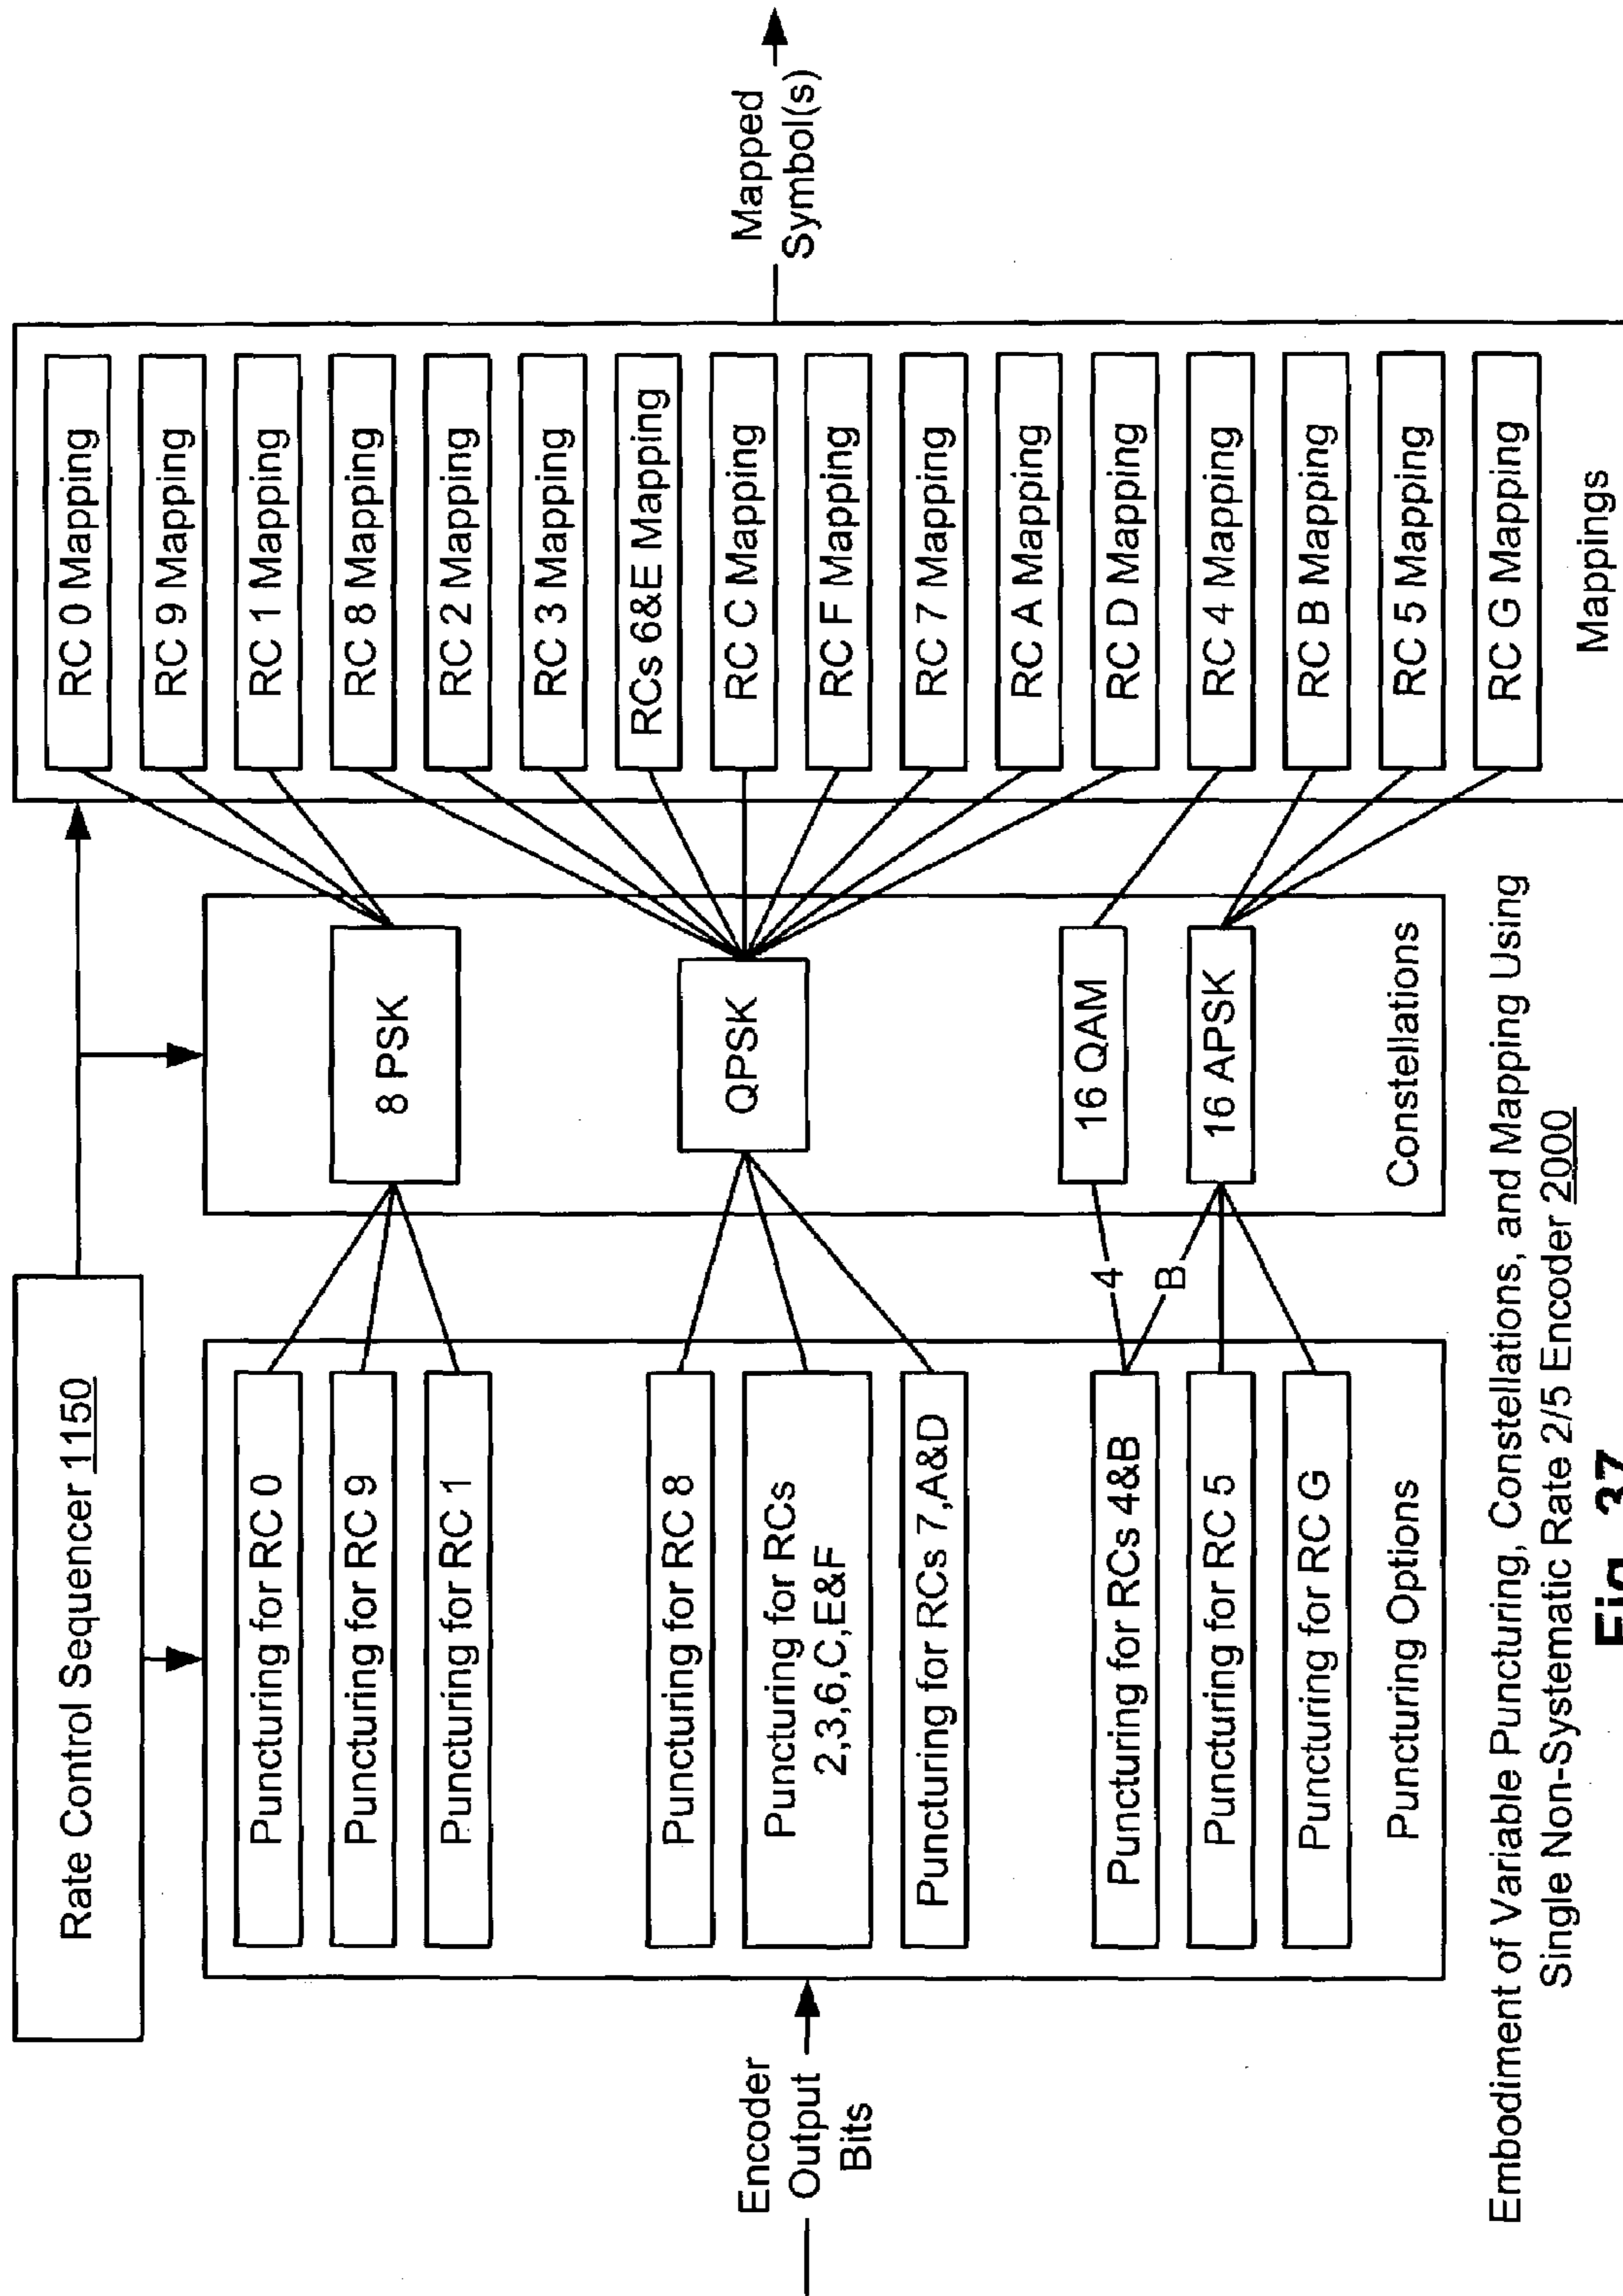 Rate Control Sequencer 1150
Encoder
Output
Bits
Puncturing for RC 0
Puncturing for RC 9
Puncturing for RC 1
Puncturing for RC 8
Puncturing for RCs
2,3,6,C,E&F
Puncturing for RCs 7,A&D
Puncturing for RCs 4&B
Puncturing for RC 5
Puncturing for RC G
Puncturing Options
4
B
8 PSK
QPSK
16 QAM
16 APSK
Constellations
RC 0 Mapping
RC 9 Mapping
RC 1 Mapping
RC 8 Mapping
RC 2 Mapping
RC 3 Mapping
RCs 6&E Mapping
RC C Mapping
RC F Mapping
RC 7 Mapping
RC A Mapping
RC D Mapping
RC 4 Mapping
RC B Mapping
RC 5 Mapping
RC G Mapping
Mappings
Mapped
Symbol(s)
Embodiment of Variable Puncturing, Constellations, and Mapping Using
Single Non-Systematic Rate 2/5 Encoder 2000
Fig. 37